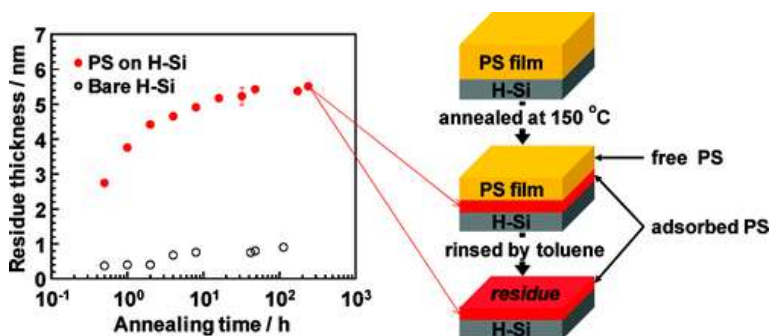 7
6
5
4
3
2
1
0
Residue thickness / nm
PS on H-Si
Bare H-Si
10⁻¹ 10⁰ 10¹ 10² 10³
Annealing time / h
PS film
H-Si
annealed at 150 °C
PS film
H-Si
free PS
rinsed by toluene
adsorbed PS
residue
H-Si